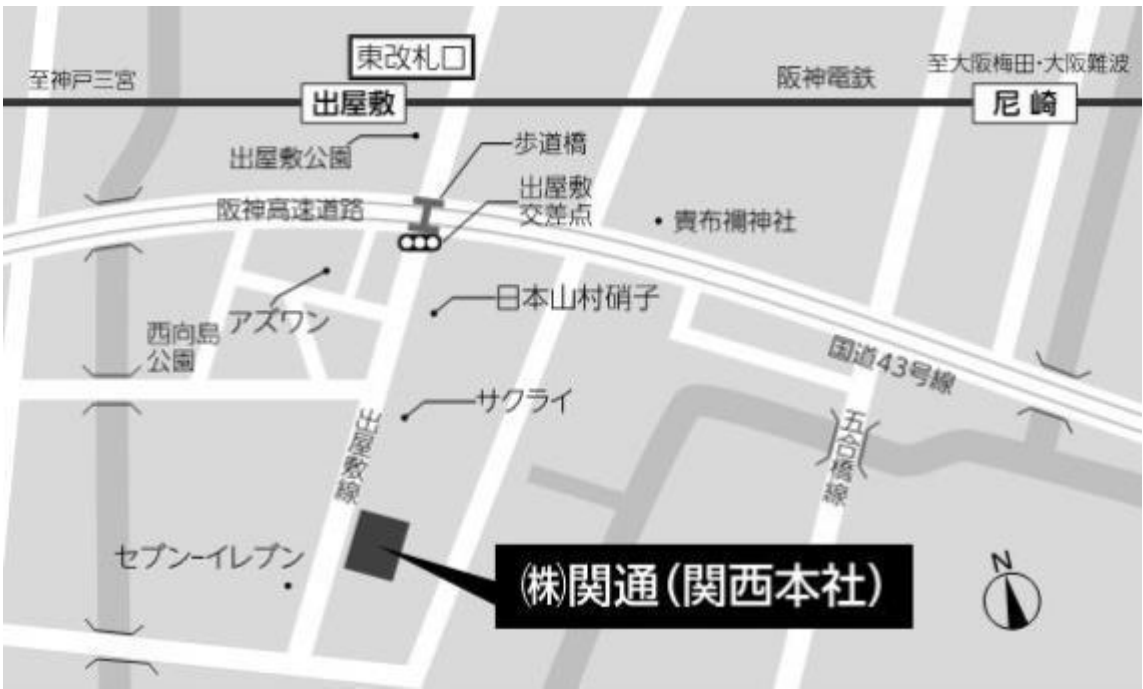 東改札口
至神戸三宮
出屋敷
阪神電鉄
至大阪梅田・大阪難波
尼崎
出屋敷公園
歩道橋
出屋敷
交差点
阪神高速道路
貴布禰神社
日本山村硝子
アズワン
西向島
公園
国道43号線
サクライ
出屋敷線
五合橋線
セブン-イレブン
㈱関通(関西本社)
N